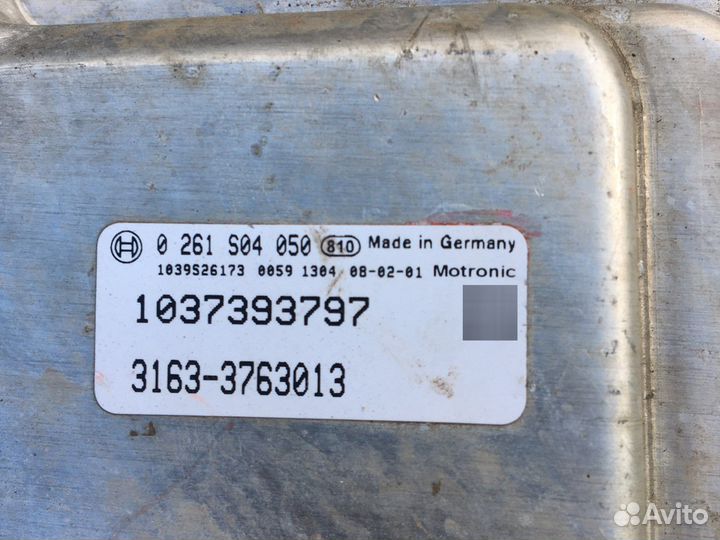 0 261 S04 050 810 Made in Germany
1039S26173 0059 1304 08-02-01 Motronic
1037393797
3163-3763013
Avito